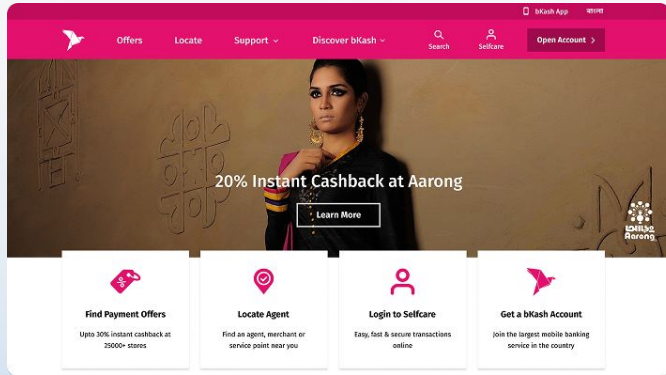 bKash App বাংলা
Offers Locate Support Discover bKash Search Selfcare Open Account
20% Instant Cashback at Aarong
Learn More
Aarong
Find Payment Offers
Upto 30% instant cashback at
25000+ stores
Locate Agent
Find an agent, merchant or
service point near you
Login to Selfcare
Easy, fast & secure transactions
online
Get a bKash Account
Join the largest mobile banking
service in the country